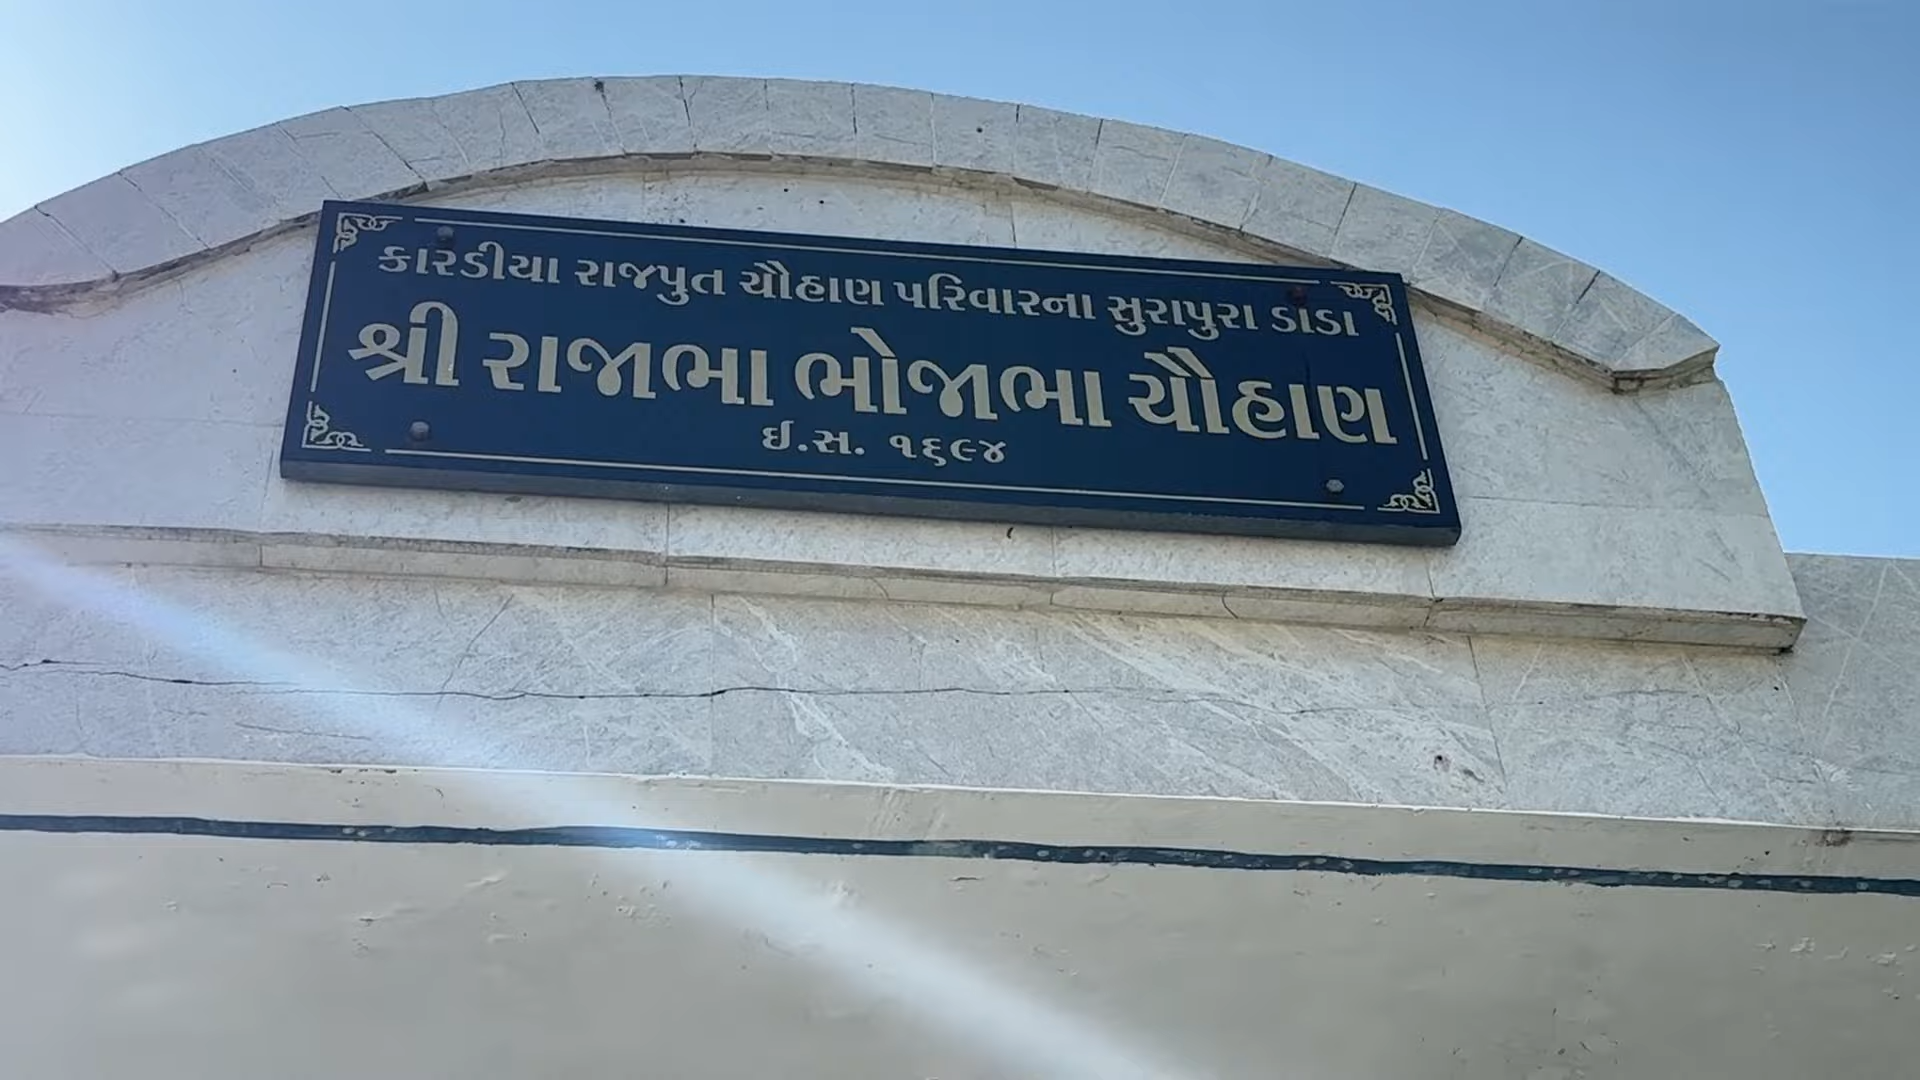 કારડીયા રાજપુત ચૌહાણ પરિવારના સુરાપુરા ડાડા
શ્રી રાજાભા ભોજાભા ચૌહાણ
ઈ.સ. ૧૬૯૪